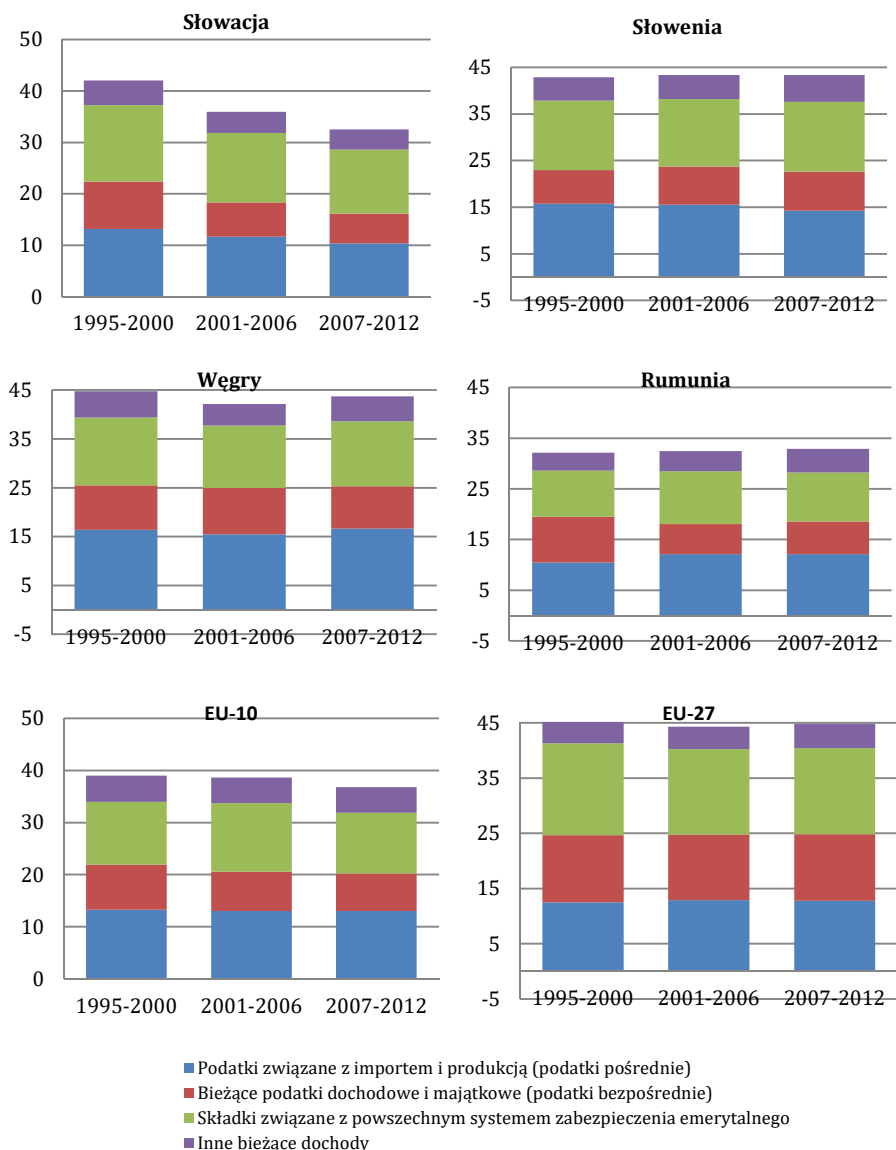 Słowacja
50
40
30
20
10
0
1995-2000 2001-2006 2007-2012
Słowenia
45
35
25
15
5
-5
1995-2000 2001-2006 2007-2012
Węgry
45
35
25
15
5
-5
1995-2000 2001-2006 2007-2012
Rumunia
45
35
25
15
5
-5
1995-2000 2001-2006 2007-2012
EU-10
50
40
30
20
10
0
1995-2000 2001-2006 2007-2012
EU-27
45
35
25
15
5
-5
1995-2000 2001-2006 2007-2012
Podatki związane z importem i produkcją (podatki pośrednie)
Bieżące podatki dochodowe i majątkowe (podatki bezpośrednie)
Składki związane z powszechnym systemem zabezpieczenia emerytalnego
Inne bieżące dochody